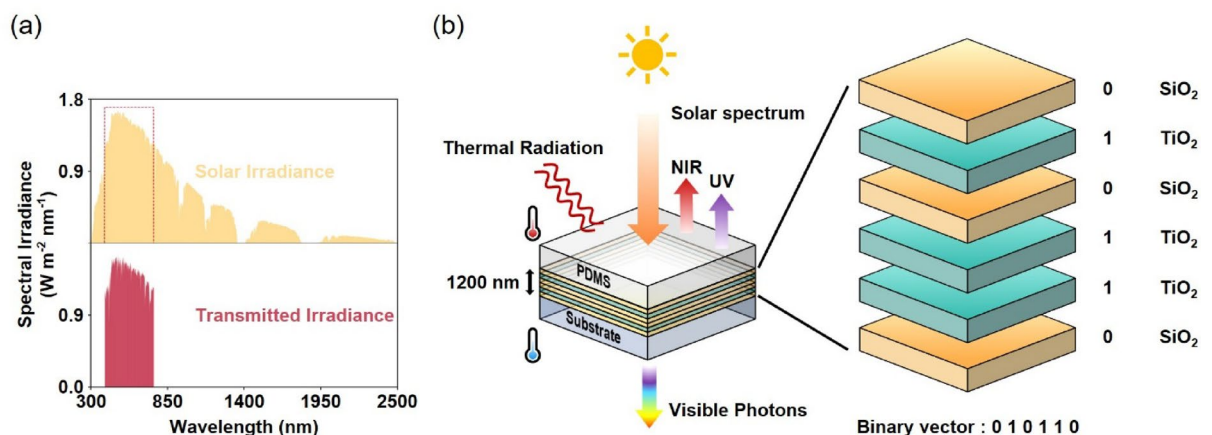 (a)
1.8
0.9
Solar Irradiance
Spectral Irradiance
(W m⁻² nm⁻¹)
0.9
Transmitted Irradiance
0.0
300 850 1400 1950 2500
Wavelength (nm)
(b)
Solar spectrum
Thermal Radiation
NIR
UV
PDMS
1200 nm
Substrate
Visible Photons
0 SiO₂
1 TiO₂
0 SiO₂
1 TiO₂
1 TiO₂
0 SiO₂
Binary vector : 0 1 0 1 1 0